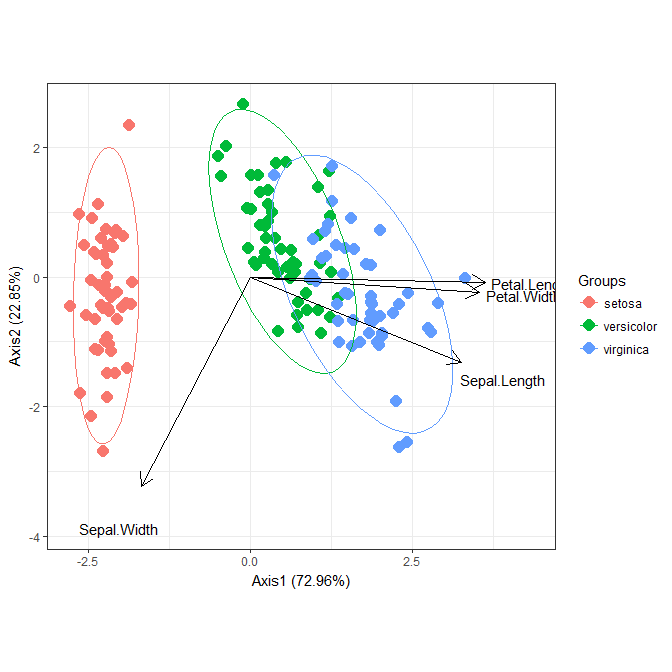 2
0
-2
-4
Axis2 (22.85%)
-2.5
0.0
2.5
Axis1 (72.96%)
Petal.Leng
Petal.Width
Sepal.Length
Sepal.Width
Groups
setosa
versicolor
virginica